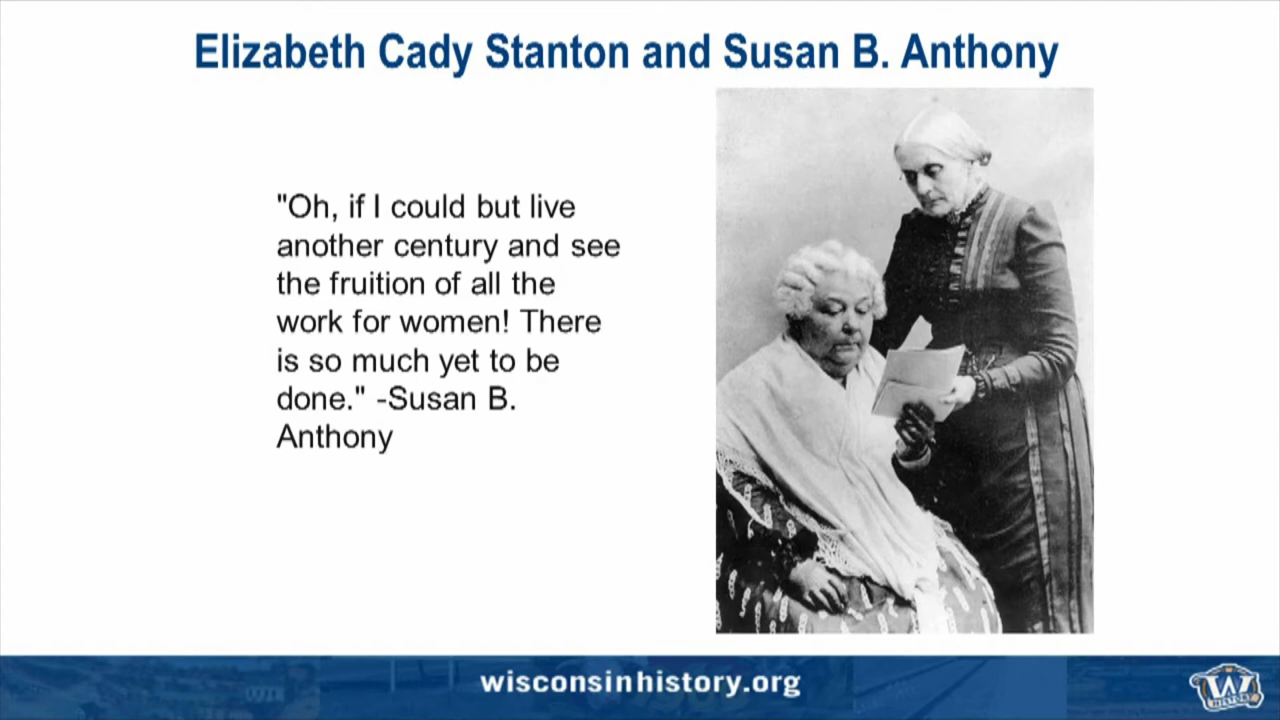 Elizabeth Cady Stanton and Susan B. Anthony
"Oh, if I could but live
another century and see
the fruition of all the
work for women! There
is so much yet to be
done." -Susan B.
Anthony
wisconsinhistory.org
W
HISTORY